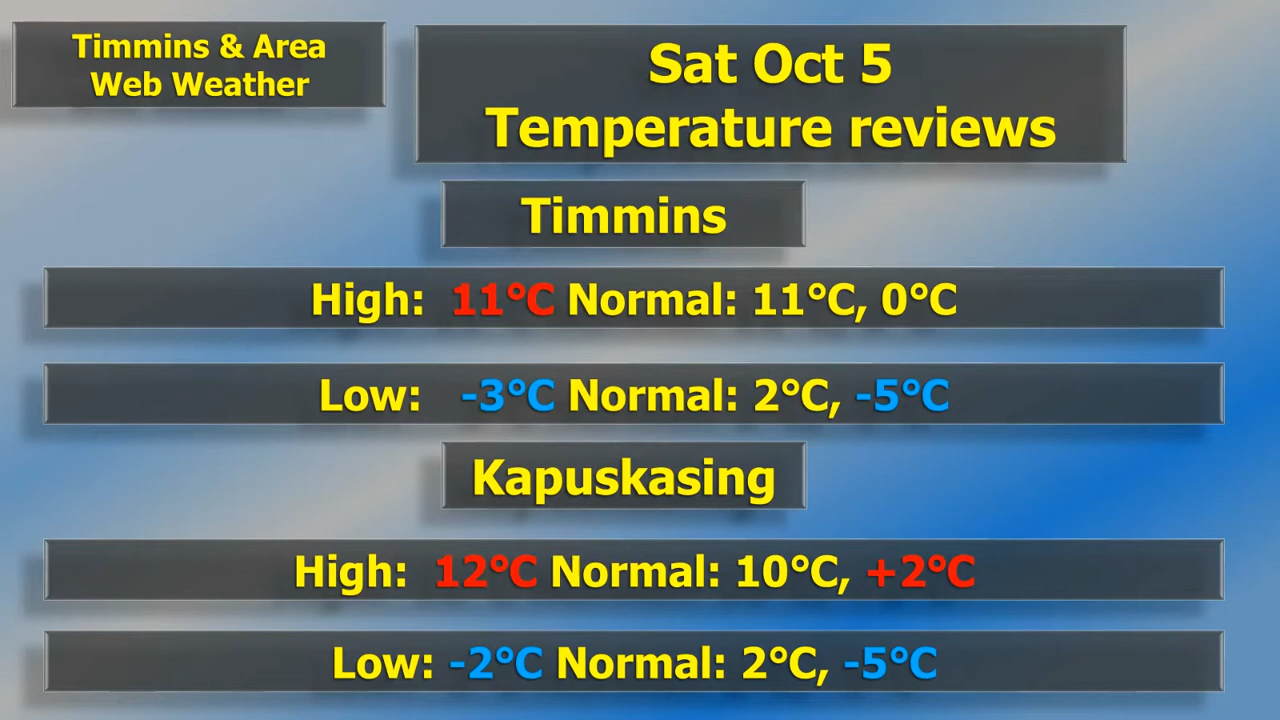 Timmins & Area
Web Weather
Sat Oct 5
Temperature reviews
Timmins
High: 11°C Normal: 11°C, 0°C
Low: -3°C Normal: 2°C, -5°C
Kapuskasing
High: 12°C Normal: 10°C, +2°C
Low: -2°C Normal: 2°C, -5°C